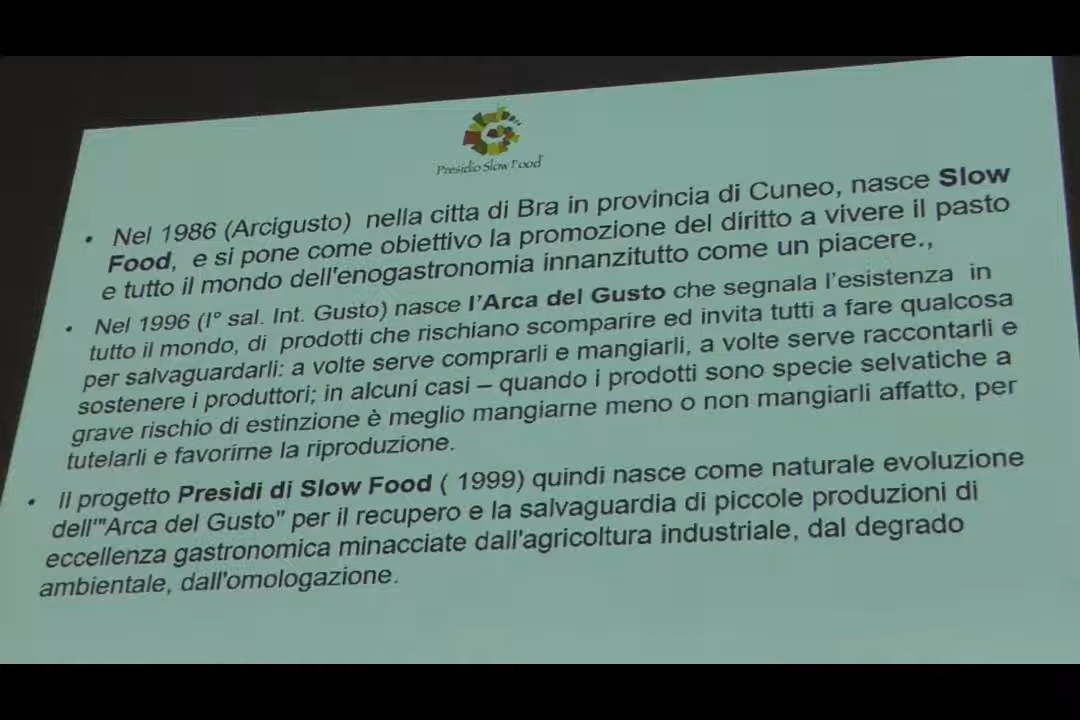 Presidio Slow Food
• Nel 1986 (Arcigusto) nella citta di Bra in provincia di Cuneo, nasce Slow
Food, e si pone come obiettivo la promozione del diritto a vivere il pasto
e tutto il mondo dell'enogastronomia innanzitutto come un piacere.,
• Nel 1996 (I° sal. Int. Gusto) nasce l'Arca del Gusto che segnala l'esistenza in
tutto il mondo, di prodotti che rischiano scomparire ed invita tutti a fare qualcosa
per salvaguardarli: a volte serve comprarli e mangiarli, a volte serve raccontarli e
sostenere i produttori; in alcuni casi – quando i prodotti sono specie selvatiche a
grave rischio di estinzione è meglio mangiarne meno o non mangiarli affatto, per
tutelarli e favorirne la riproduzione.
• Il progetto Presìdi di Slow Food ( 1999) quindi nasce come naturale evoluzione
dell'"Arca del Gusto" per il recupero e la salvaguardia di piccole produzioni di
eccellenza gastronomica minacciate dall'agricoltura industriale, dal degrado
ambientale, dall'omologazione.